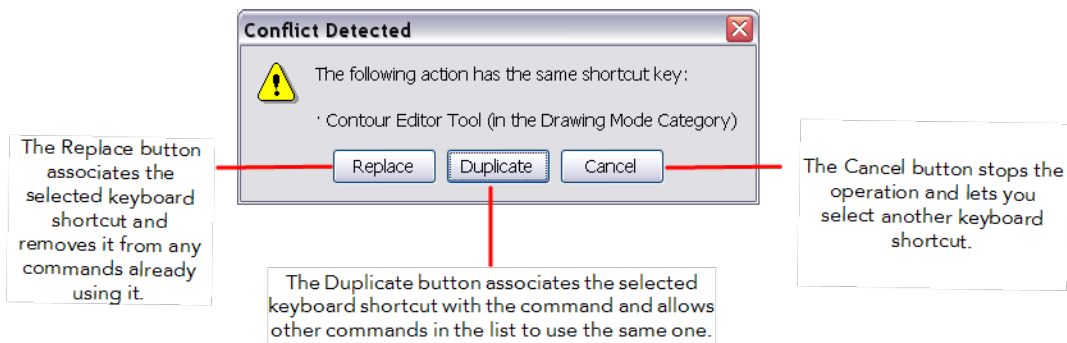 Conflict Detected
The following action has the same shortcut key:
· Contour Editor Tool (in the Drawing Mode Category)
Replace
Duplicate
Cancel
The Replace button
associates the
selected keyboard
shortcut and
removes it from any
commands already
using it.
The Duplicate button associates the selected
keyboard shortcut with the command and allows
other commands in the list to use the same one.
The Cancel button stops the
operation and lets you
select another keyboard
shortcut.